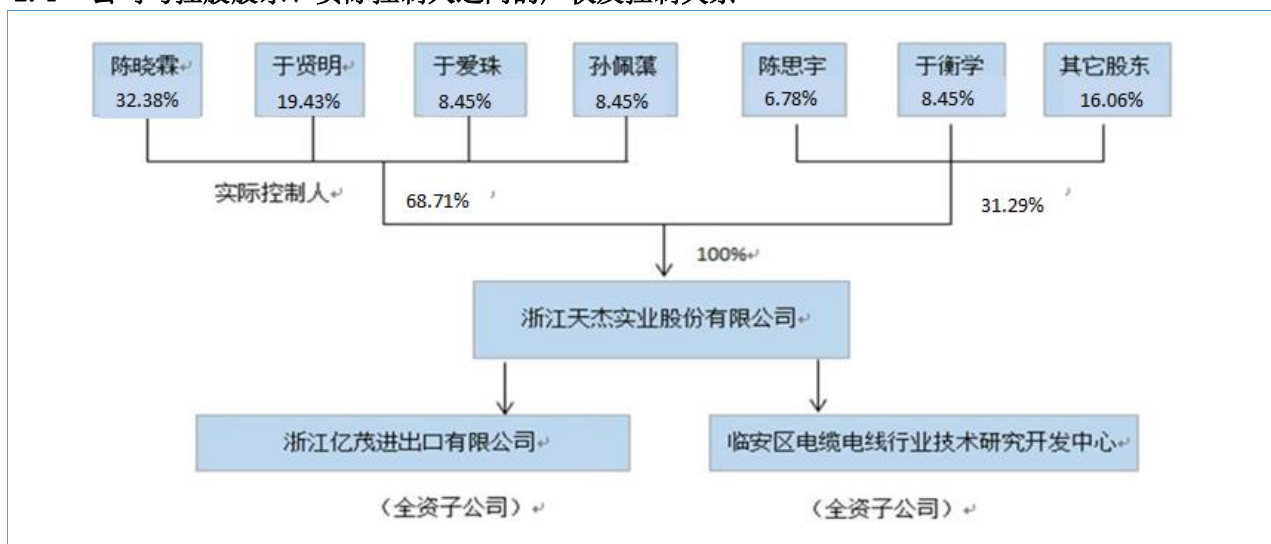 陈晓霖 于贤明 于爱珠 孙佩藻 陈思宇 于衡学 其它股东
32.38% 19.43% 8.45% 8.45% 6.78% 8.45% 16.06%
实际控制人 68.71% 31.29%
100%
浙江天杰实业股份有限公司
浙江亿茂进出口有限公司 临安区电缆电线行业技术研究开发中心
（全资子公司） （全资子公司）